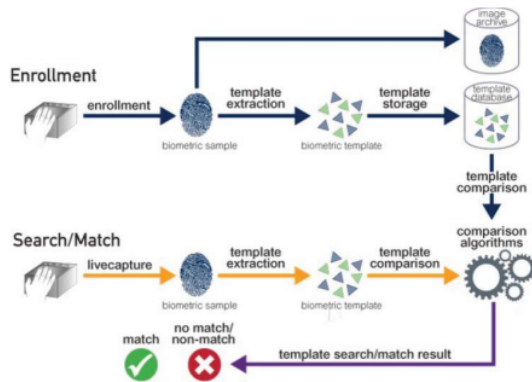 image
archive
Enrollment
enrollment
template
extraction
template
storage
template
database
biometric sample
biometric template
template
comparison
Search/Match
comparison
algorithms
livecapture
template
extraction
template
comparison
biometric sample
biometric template
match
no match/
non-match
template search/match result